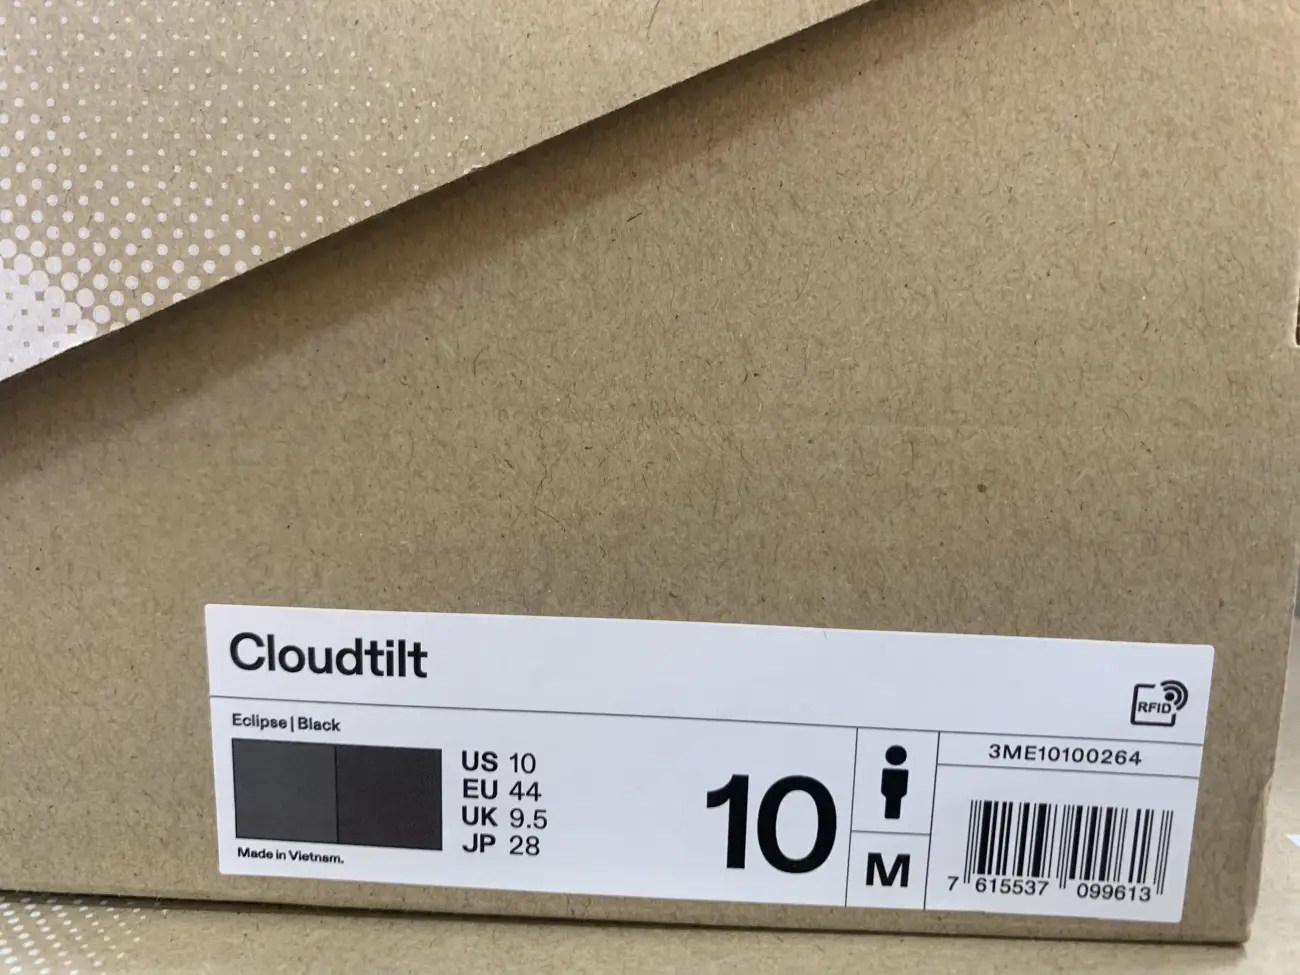 Cloudtilt
RFID
Eclipse | Black
US 10
EU 44
UK 9.5
JP 28
Made in Vietnam.
10
M
3ME10100264
7 615537 099613